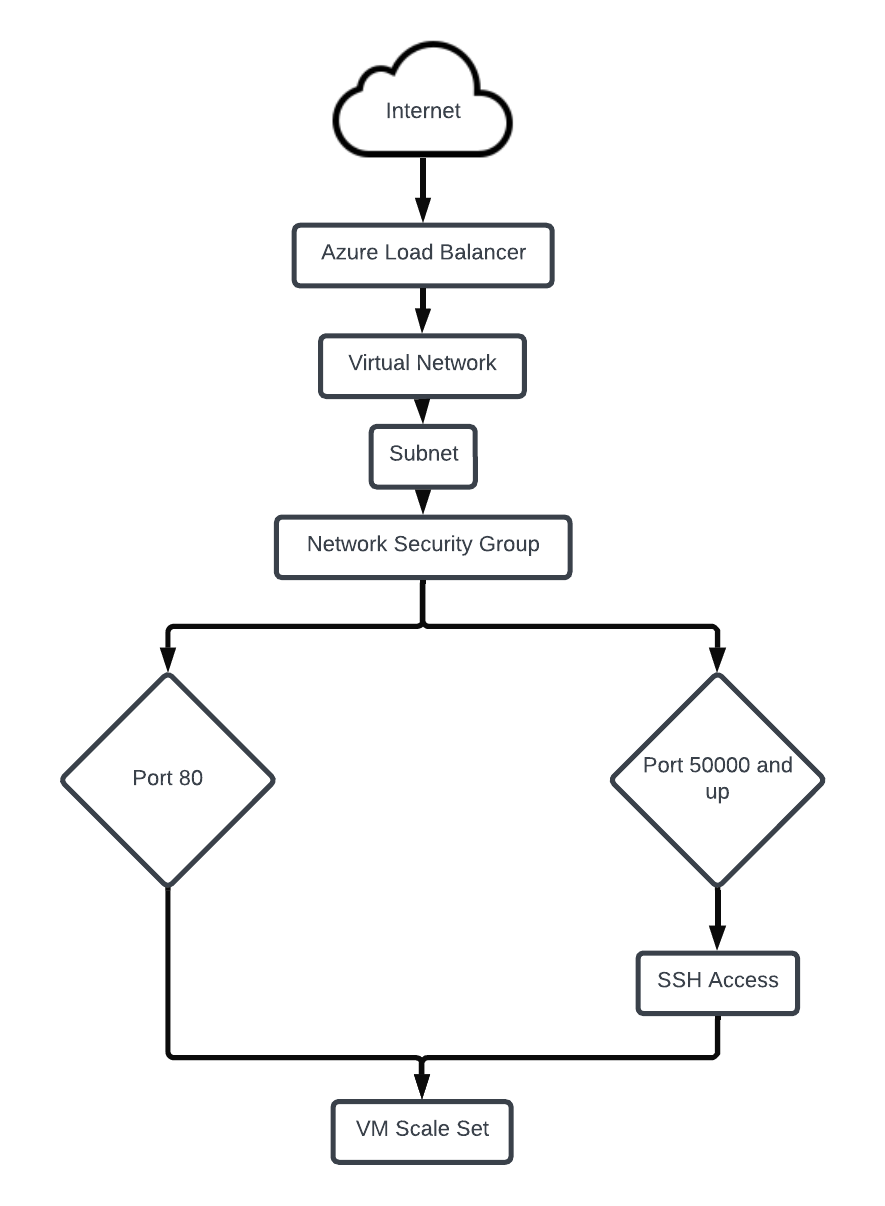 Internet
Azure Load Balancer
Virtual Network
Subnet
Network Security Group
Port 80
Port 50000 and
up
SSH Access
VM Scale Set